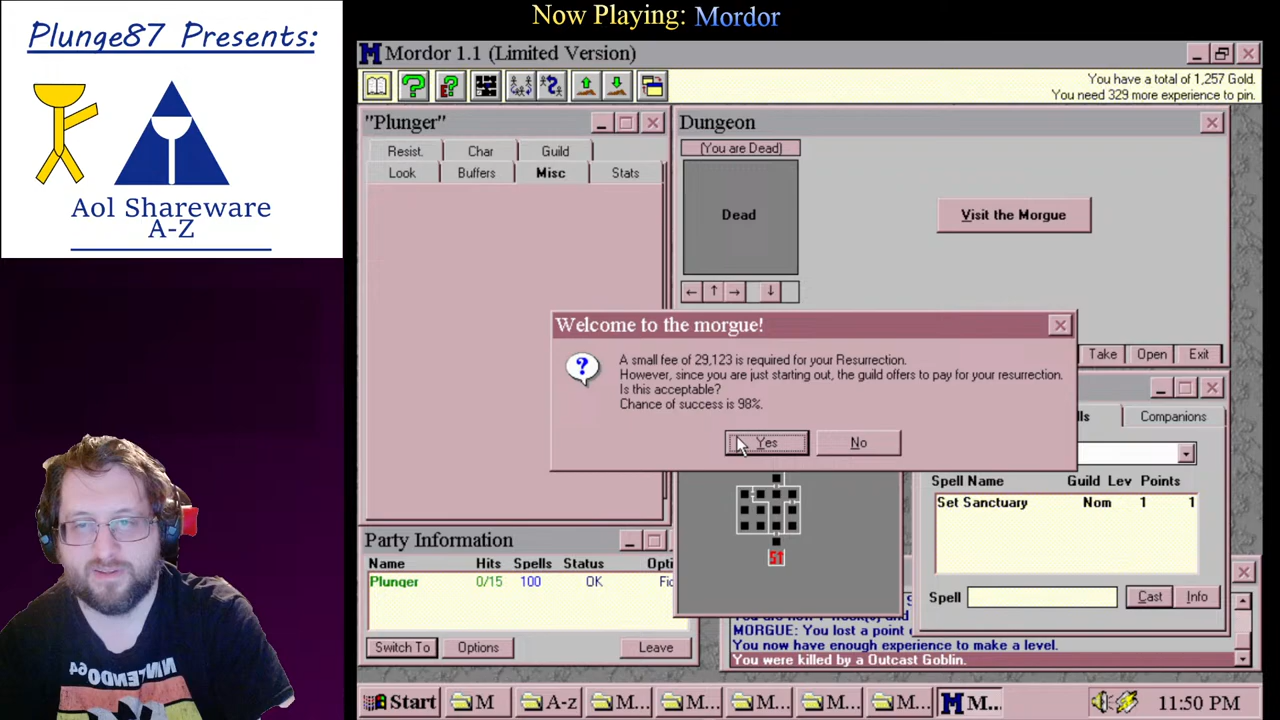 Plunge87 Presents:
Aol Shareware
A-Z
Now Playing: Mordor
Mordor 1.1 (Limited Version)
You have a total of 1,257 Gold.
You need 329 more experience to pin.
"Plunger"
Resist. Char Guild
Look Buffers Misc Stats
Dungeon
(You are Dead)
Dead
Visit the Morgue
Take Open Exit
Welcome to the morgue!
A small fee of 29,123 is required for your Resurrection.
However, since you are just starting out, the guild offers to pay for your resurrection.
Is this acceptable?
Chance of success is 98%.
Yes No
Companions
Spell Name Guild Lev Points
Set Sanctuary Nom 1 1
Spell Cast Info
Party Information
Name Hits Spells Status Opti
Plunger 0/15 100 OK
Switch To Options Leave
MORGUE: You lost a point
You now have enough experience to make a level.
You were killed by a Outcast Goblin.
Start M A-z M... M... M... M... M... M... 11:50 PM
NINTENDO64